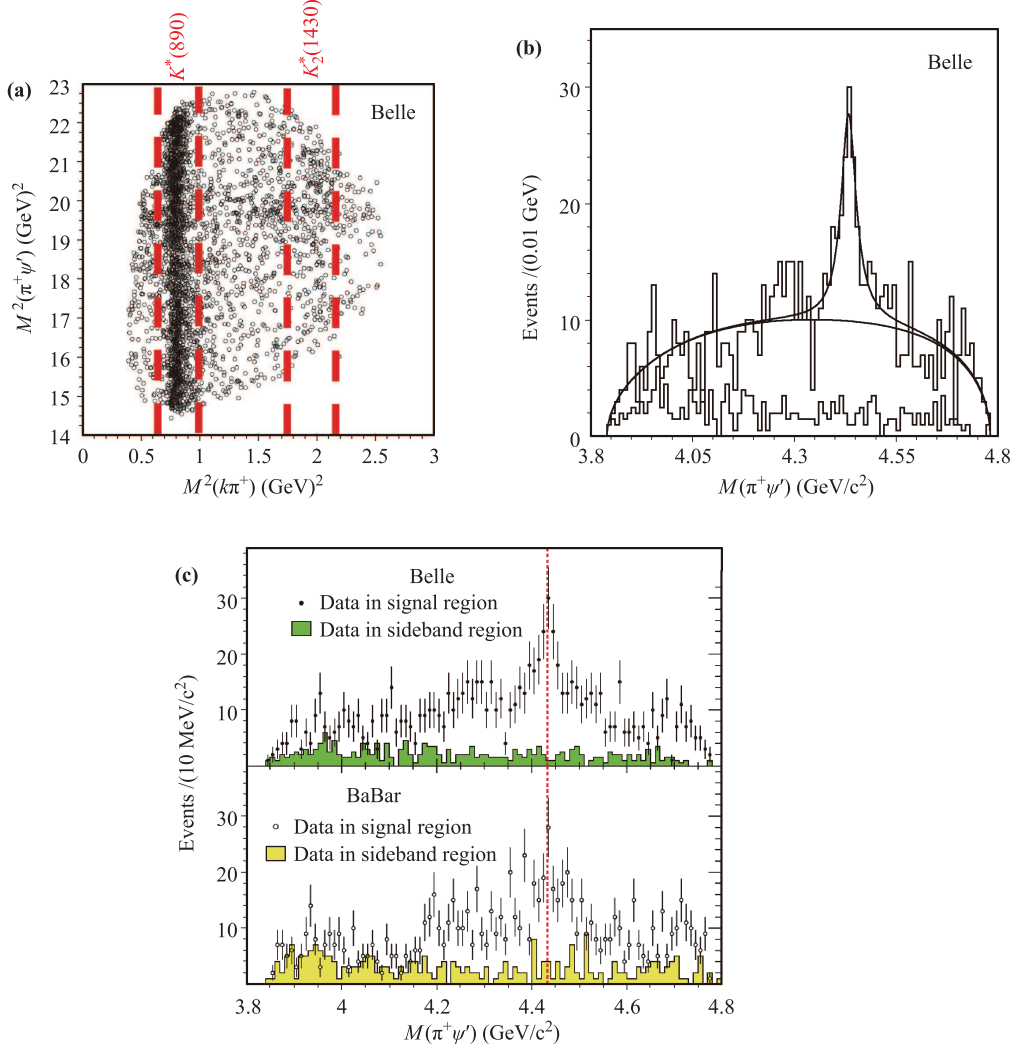 K*(890)
K*2(1430)
(a)
Belle
23
22
21
20
19
18
17
16
15
14
M²(π⁺ψ′) (GeV)²
0
0.5
1
1.5
2
2.5
3
M²(kπ⁺) (GeV)²
(b)
Belle
30
20
10
0
Events /(0.01 GeV)
3.8
4.05
4.3
4.55
4.8
M(π⁺ψ′) GeV/c²)
(c)
Belle
Data in signal region
Data in sideband region
30
20
10
Events /(10 MeV/c²)
BaBar
Data in signal region
Data in sideband region
30
20
10
4
4.2
4.4
4.6
4.8
M(π⁺ψ′) (GeV/c²)